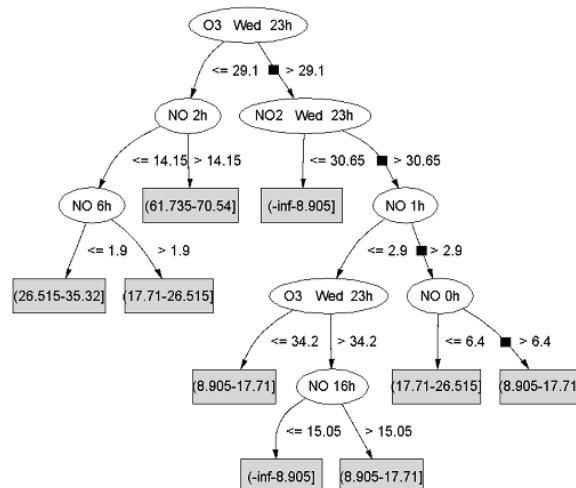 O3 Wed 23h
<= 29.1 > 29.1
NO 2h NO2 Wed 23h
<= 14.15 > 14.15 <= 30.65 > 30.65
NO 6h (61.735-70.54] (-inf-8.905] NO 1h
<= 1.9 > 1.9 <= 2.9 > 2.9
(26.515-35.32] (17.71-26.515] O3 Wed 23h NO 0h
<= 34.2 > 34.2 <= 6.4 > 6.4
(8.905-17.71] NO 16h (17.71-26.515] (8.905-17.71]
<= 15.05 > 15.05
(-inf-8.905] (8.905-17.71]